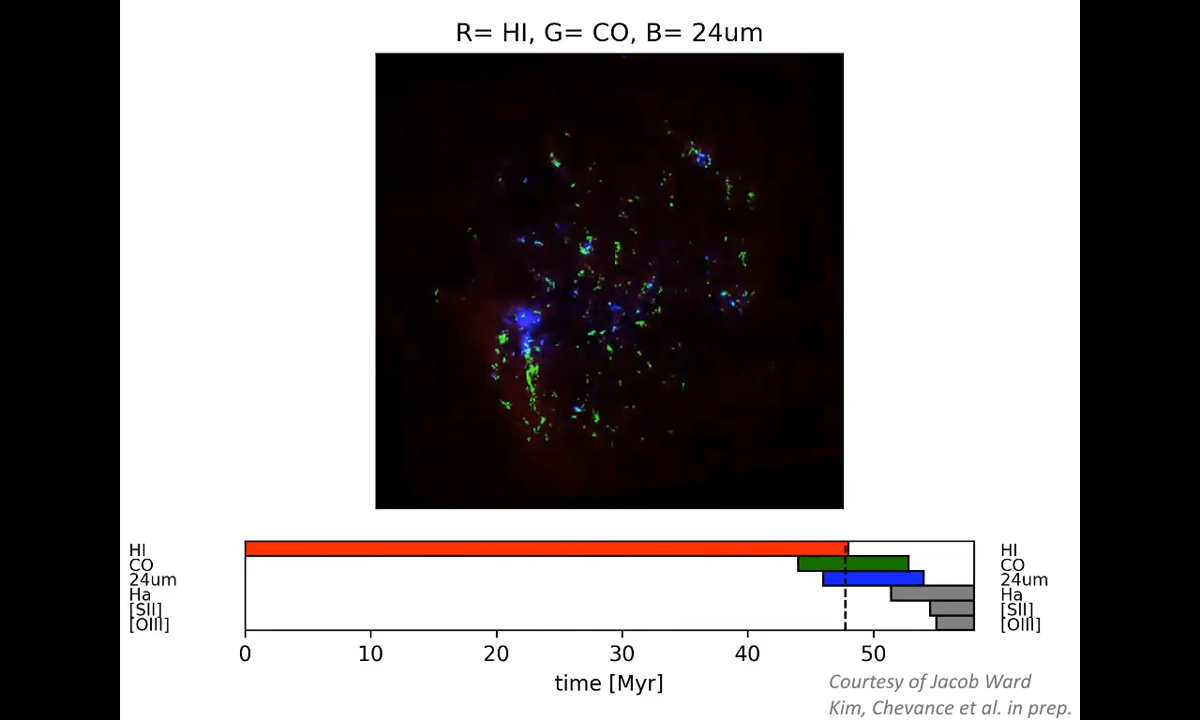 R= HI, G= CO, B= 24um
HI
CO
24um
Ha
[SII]
[OIII]
HI
CO
24um
Ha
[SII]
[OIII]
0 10 20 30 40 50
time [Myr]
Courtesy of Jacob Ward
Kim, Chevance et al. in prep.